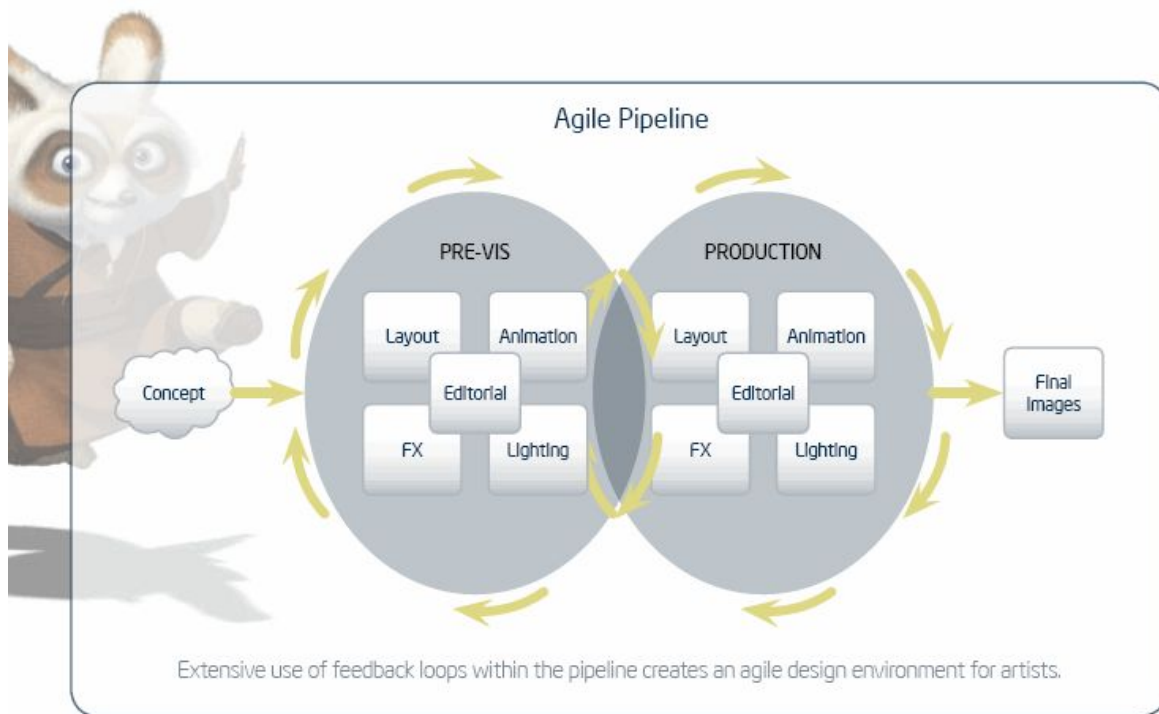 Agile Pipeline
PRE-VIS
PRODUCTION
Layout
Animation
Layout
Animation
Concept
Editorial
Editorial
Final
Images
FX
Lighting
FX
Lighting
Extensive use of feedback loops within the pipeline creates an agile design environment for artists.